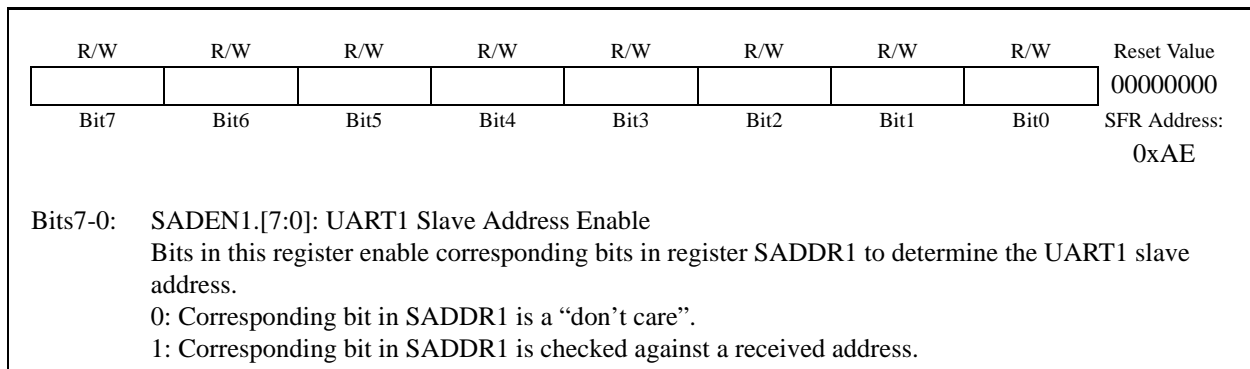 R/W R/W R/W R/W R/W R/W R/W R/W Reset Value
00000000
Bit7 Bit6 Bit5 Bit4 Bit3 Bit2 Bit1 Bit0 SFR Address:
0xAE
Bits7-0: SADEN1.[7:0]: UART1 Slave Address Enable
Bits in this register enable corresponding bits in register SADDR1 to determine the UART1 slave
address.
0: Corresponding bit in SADDR1 is a “don’t care”.
1: Corresponding bit in SADDR1 is checked against a received address.